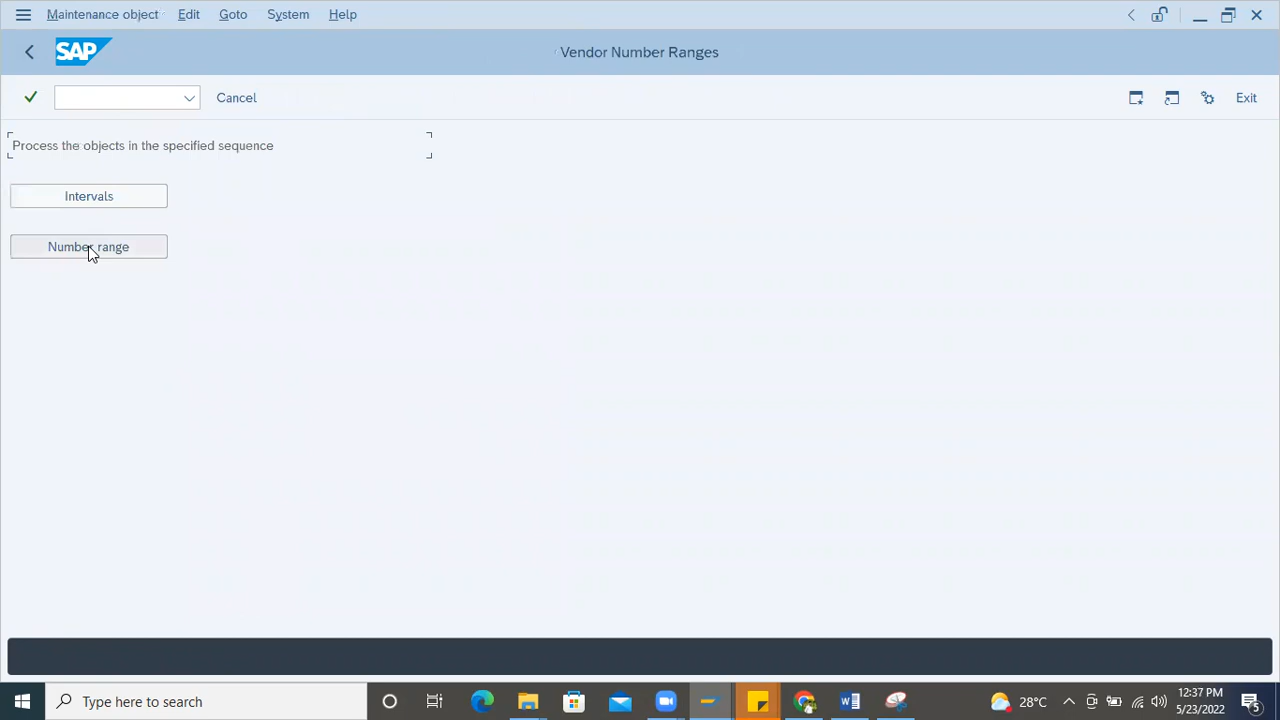 Maintenance object Edit Goto System Help
SAP Vendor Number Ranges
Cancel Exit
Process the objects in the specified sequence
Intervals
Number range
Type here to search 28°C 12:37 PM
5/23/2022 5